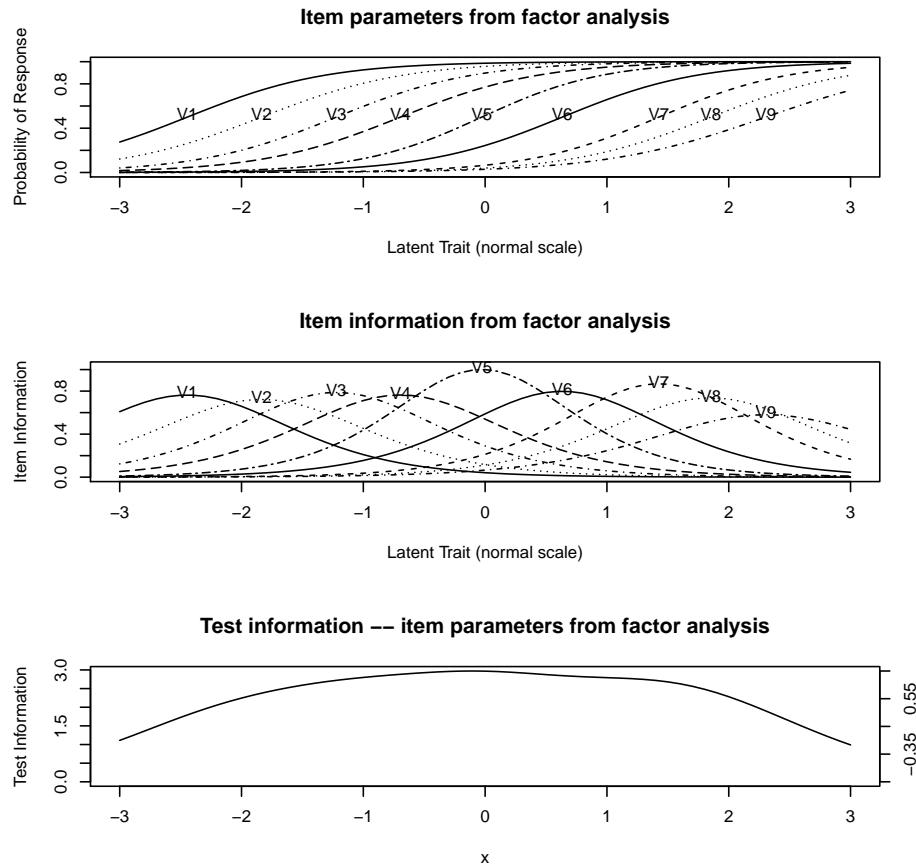 Item parameters from factor analysis
Probability of Response
0.0 0.4 0.8
V1 V2 V3 V4 V5 V6 V7 V8 V9
−3 −2 −1 0 1 2 3
Latent Trait (normal scale)
Item information from factor analysis
Item Information
0.0 0.4 0.8
V1 V2 V3 V4 V5 V6 V7 V8 V9
−3 −2 −1 0 1 2 3
Latent Trait (normal scale)
Test information −− item parameters from factor analysis
Test Information
0.0 1.5 3.0
−0.35 0.55
−3 −2 −1 0 1 2 3
x